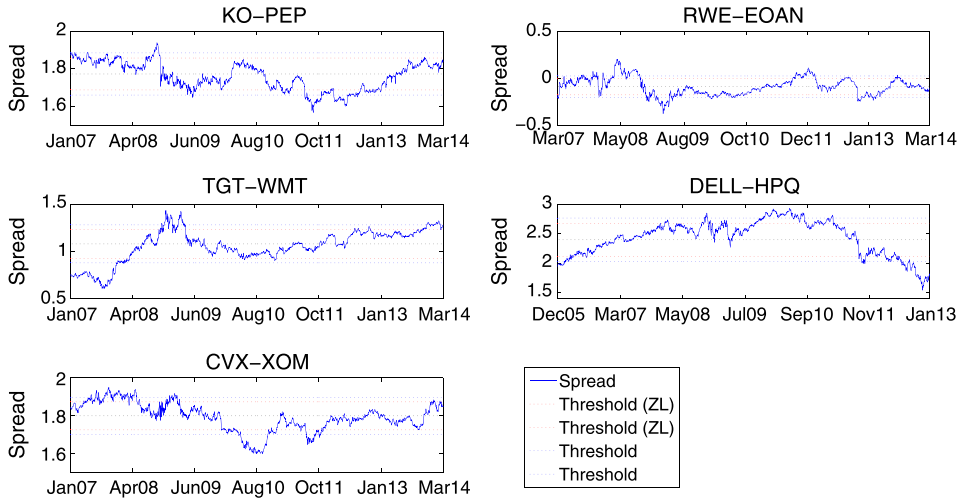 KO−PEP
Spread
2
1.8
1.6
Jan07 Apr08 Jun09 Aug10 Oct11 Jan13 Mar14
RWE−EOAN
Spread
0.5
0
−0.5
Mar07 May08 Aug09 Oct10 Dec11 Jan13 Mar14
TGT−WMT
Spread
1.5
1
0.5
Jan07 Apr08 Jun09 Aug10 Oct11 Jan13 Mar14
DELL−HPQ
Spread
3
2.5
2
1.5
Dec05 Mar07 May08 Jul09 Sep10 Nov11 Jan13
CVX−XOM
Spread
2
1.8
1.6
Jan07 Apr08 Jun09 Aug10 Oct11 Jan13 Mar14
Spread
Threshold (ZL)
Threshold (ZL)
Threshold
Threshold